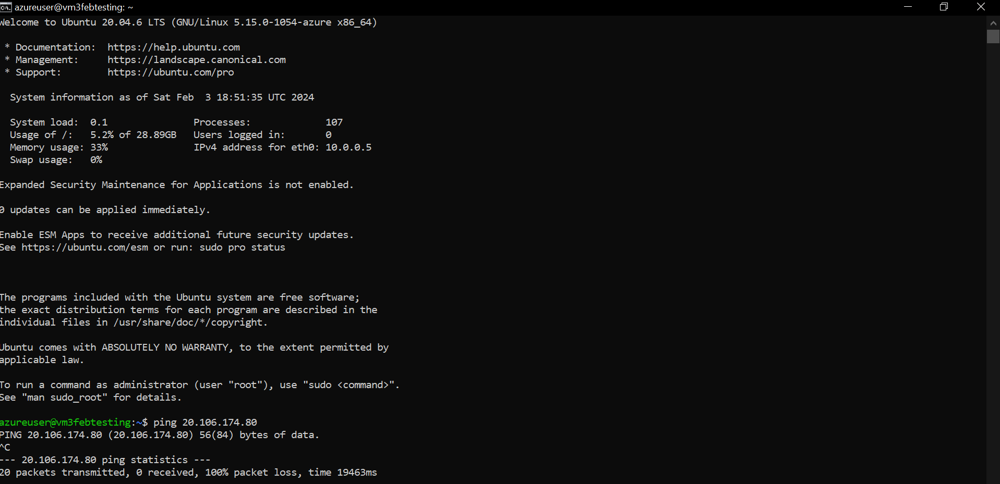 azureuser@vm3febtesting: ~
Welcome to Ubuntu 20.04.6 LTS (GNU/Linux 5.15.0-1054-azure x86_64)
* Documentation:  https://help.ubuntu.com
* Management:     https://landscape.canonical.com
* Support:        https://ubuntu.com/pro
System information as of Sat Feb  3 18:51:35 UTC 2024
System load:  0.1               Processes:             107
Usage of /:   5.2% of 28.89GB   Users logged in:       0
Memory usage: 33%               IPv4 address for eth0: 10.0.0.5
Swap usage:   0%
Expanded Security Maintenance for Applications is not enabled.
0 updates can be applied immediately.
Enable ESM Apps to receive additional future security updates.
See https://ubuntu.com/esm or run: sudo pro status
The programs included with the Ubuntu system are free software;
the exact distribution terms for each program are described in the
individual files in /usr/share/doc/*/copyright.
Ubuntu comes with ABSOLUTELY NO WARRANTY, to the extent permitted by
applicable law.
To run a command as administrator (user "root"), use "sudo <command>".
See "man sudo_root" for details.
azureuser@vm3febtesting:~$ ping 20.106.174.80
PING 20.106.174.80 (20.106.174.80) 56(84) bytes of data.
^C
--- 20.106.174.80 ping statistics ---
20 packets transmitted, 0 received, 100% packet loss, time 19463ms